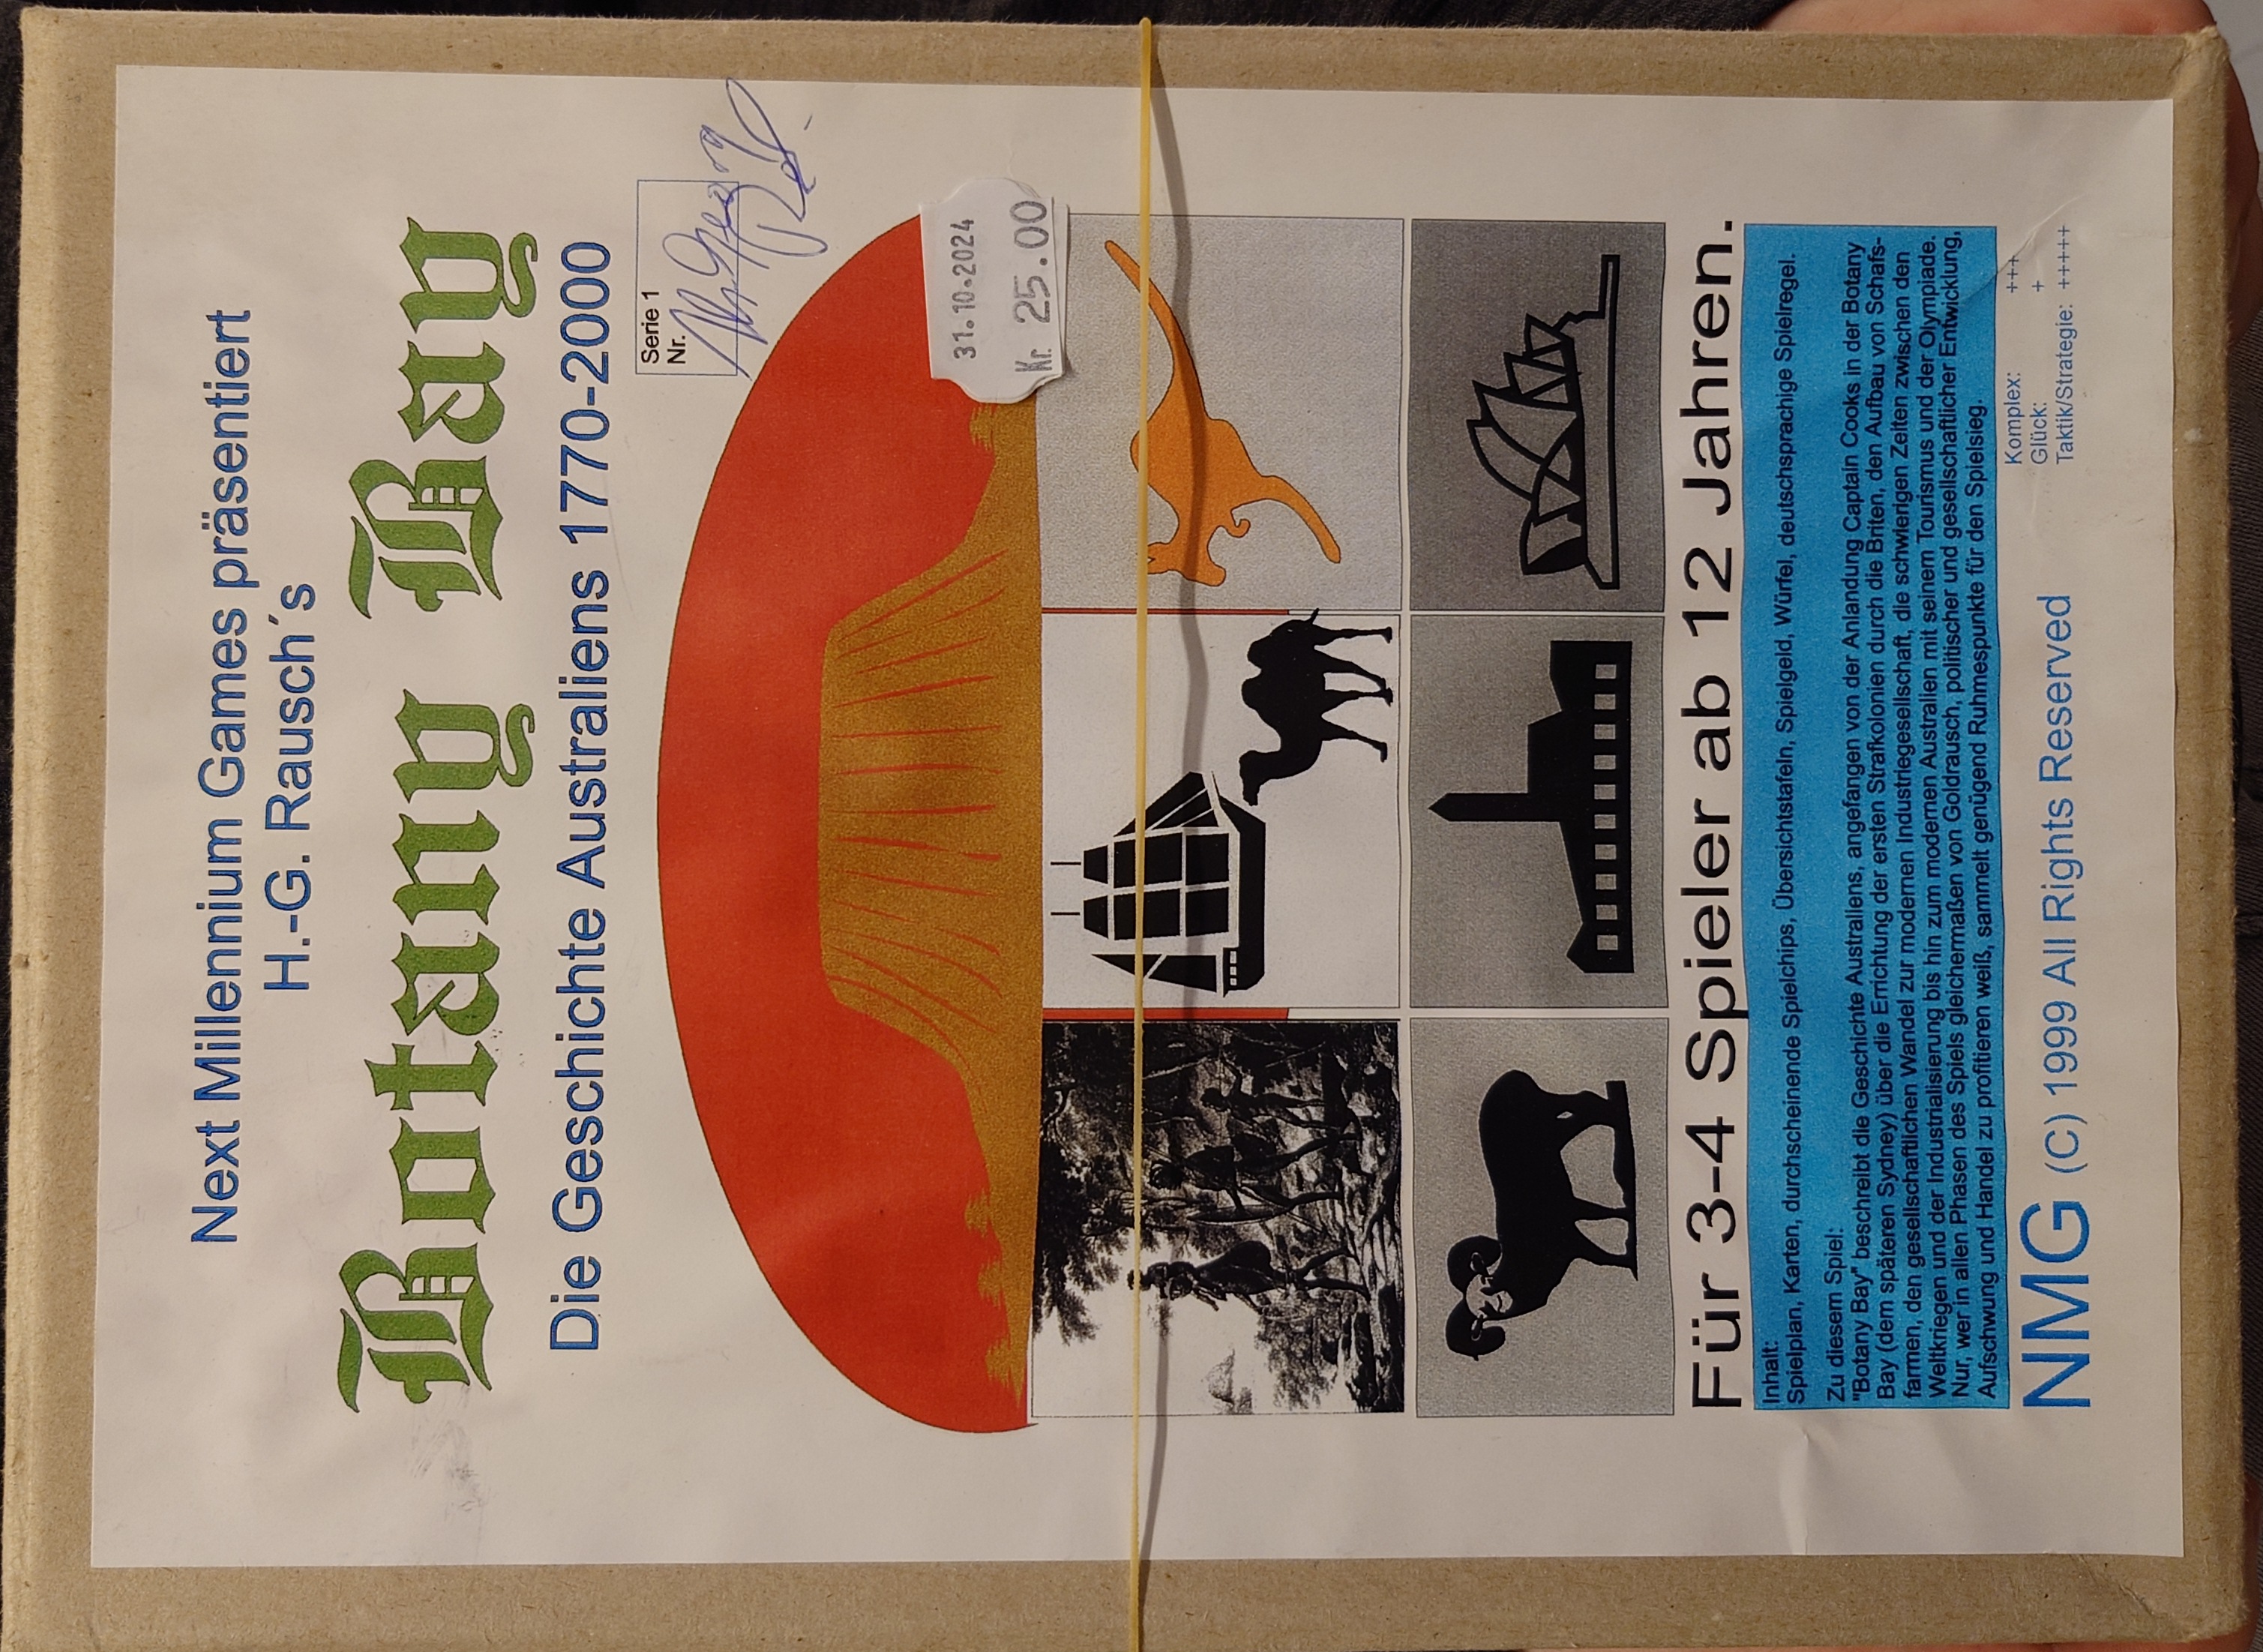 Next Millennium Games präsentiert
H.-G. Rausch´s
Botany Bay
Die Geschichte Australiens 1770-2000
Serie 1
Nr.
31.10.2024
Kr. 25.00
Für 3-4 Spieler ab 12 Jahren.
Inhalt:
Spielplan, Karten, durchscheinende Spielchips, Übersichtstafeln, Spielgeld, Würfel, deutschsprachige Spielregel.
Zu diesem Spiel:
"Botany Bay" beschreibt die Geschichte Australiens, angefangen von der Anlandung Captain Cooks in der Botany
Bay (dem späteren Sydney) über die Errichtung der ersten Strafkolonien durch die Briten, den Aufbau von Schafs-
farmen, den gesellschaftlichen Wandel zur modernen Industriegesellschaft, die schwierigen Zeiten zwischen den
Weltkriegen und der Industrialisierung bis hin zum modernen Australien mit seinem Tourismus und der Olympiade.
Nur, wer in allen Phasen des Spiels gleichermaßen von Goldrausch, politischer und gesellschaftlicher Entwicklung,
Aufschwung und Handel zu profitieren weiß, sammelt genügend Ruhmespunkte für den Spielsieg.
NMG (C) 1999 All Rights Reserved
Komplex: +++
Glück: +
Taktik/Strategie: +++++